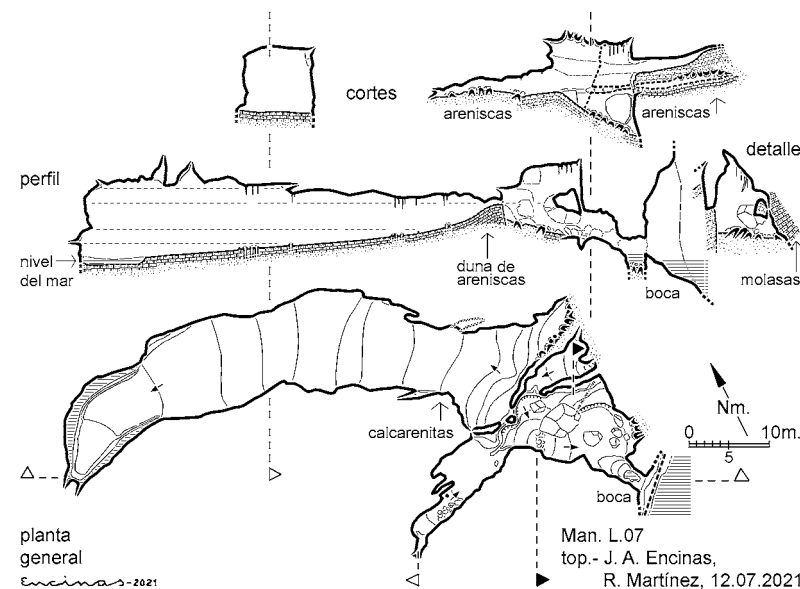 cortes
areniscas
areniscas
detalle
perfil
nivel
del mar
duna de
areniscas
boca
molasas
Nm.
0 10m.
5
calcarenitas
boca
planta
general
Encinas-2021
Man. L.07
top.- J. A. Encinas,
R. Martínez, 12.07.2021